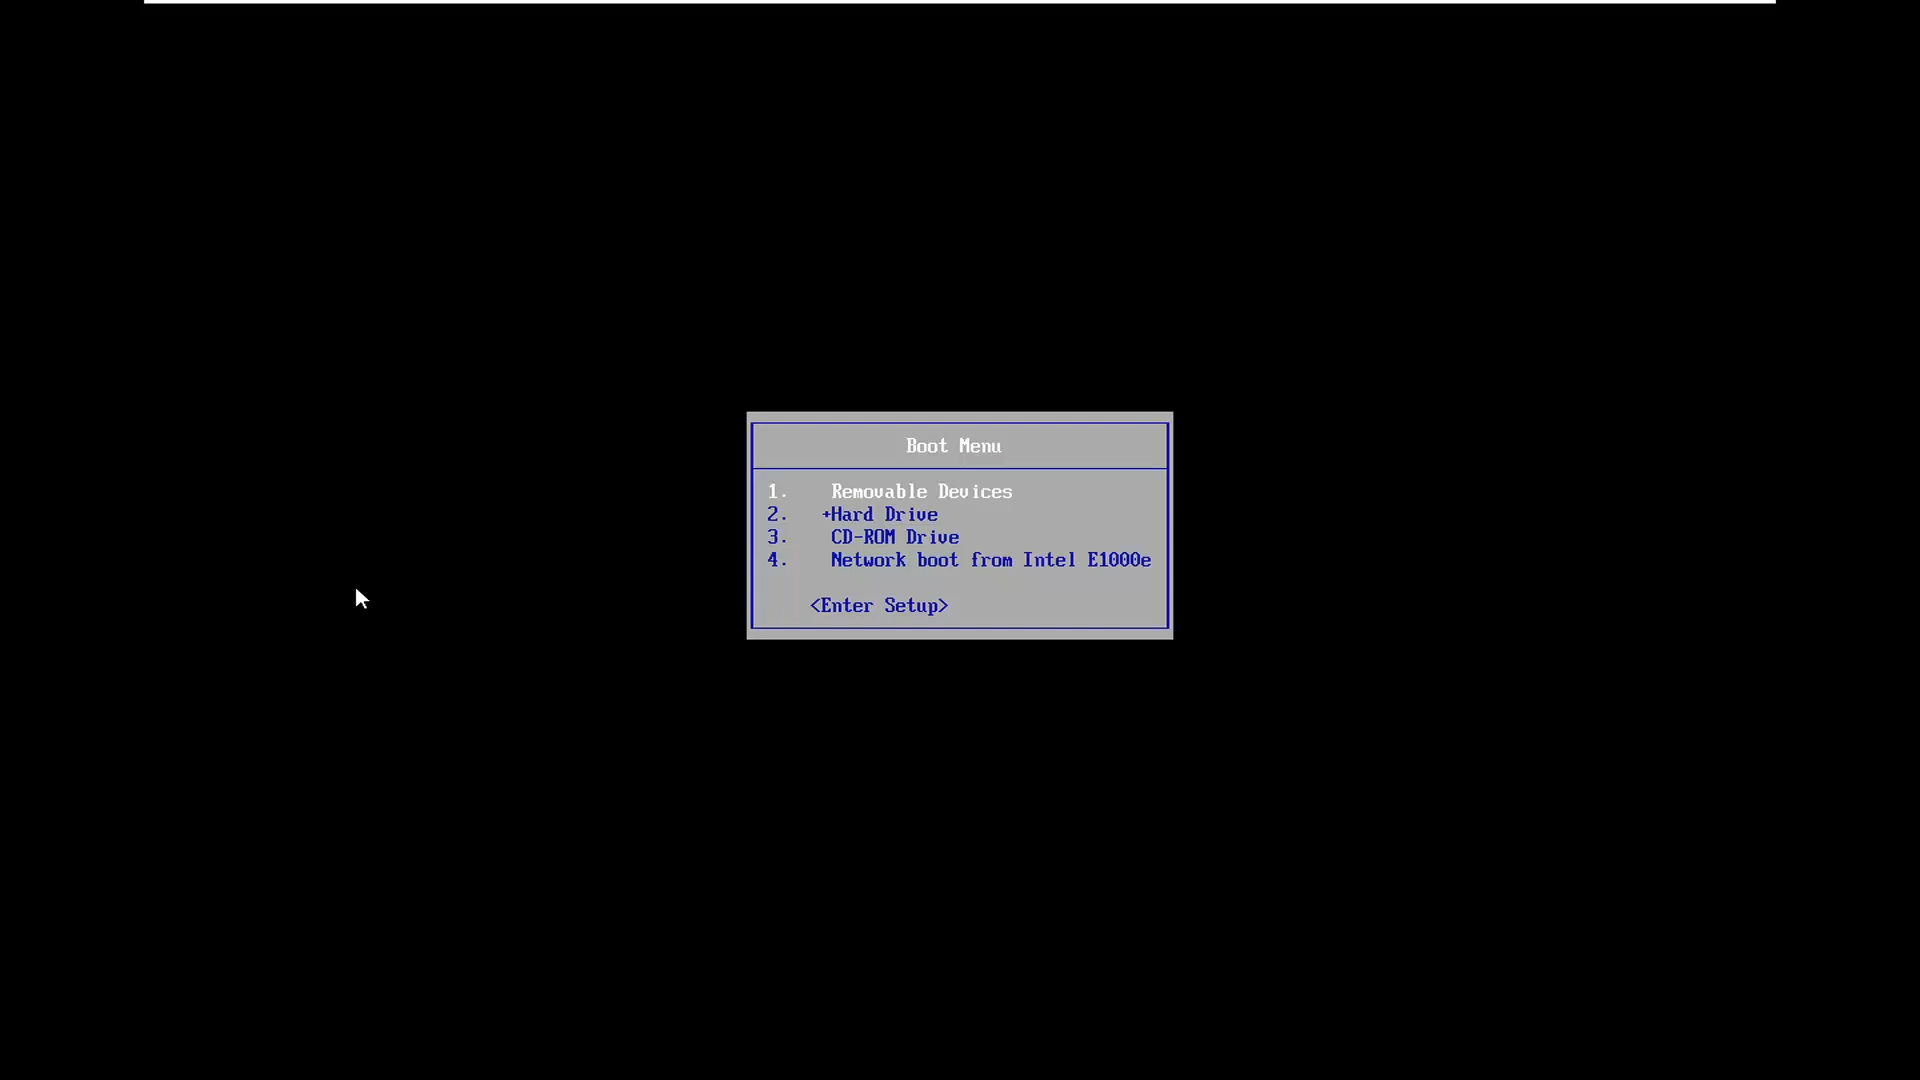 Boot Menu
1. Removable Devices
2. +Hard Drive
3. CD-ROM Drive
4. Network boot from Intel E1000e
<Enter Setup>